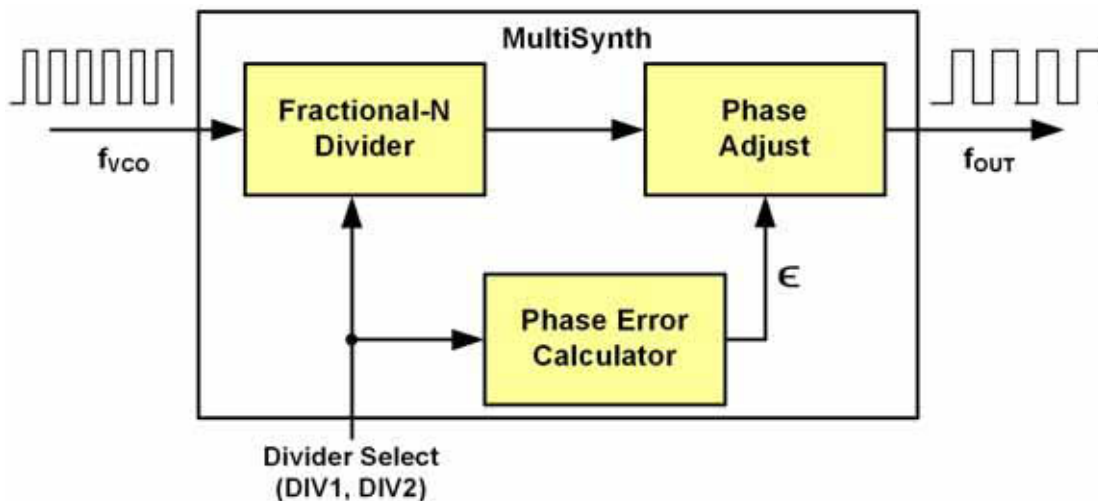 MultiSynth
Fractional-N
Divider
Phase
Adjust
fVCO
fOUT
ϵ
Phase Error
Calculator
Divider Select
(DIV1, DIV2)